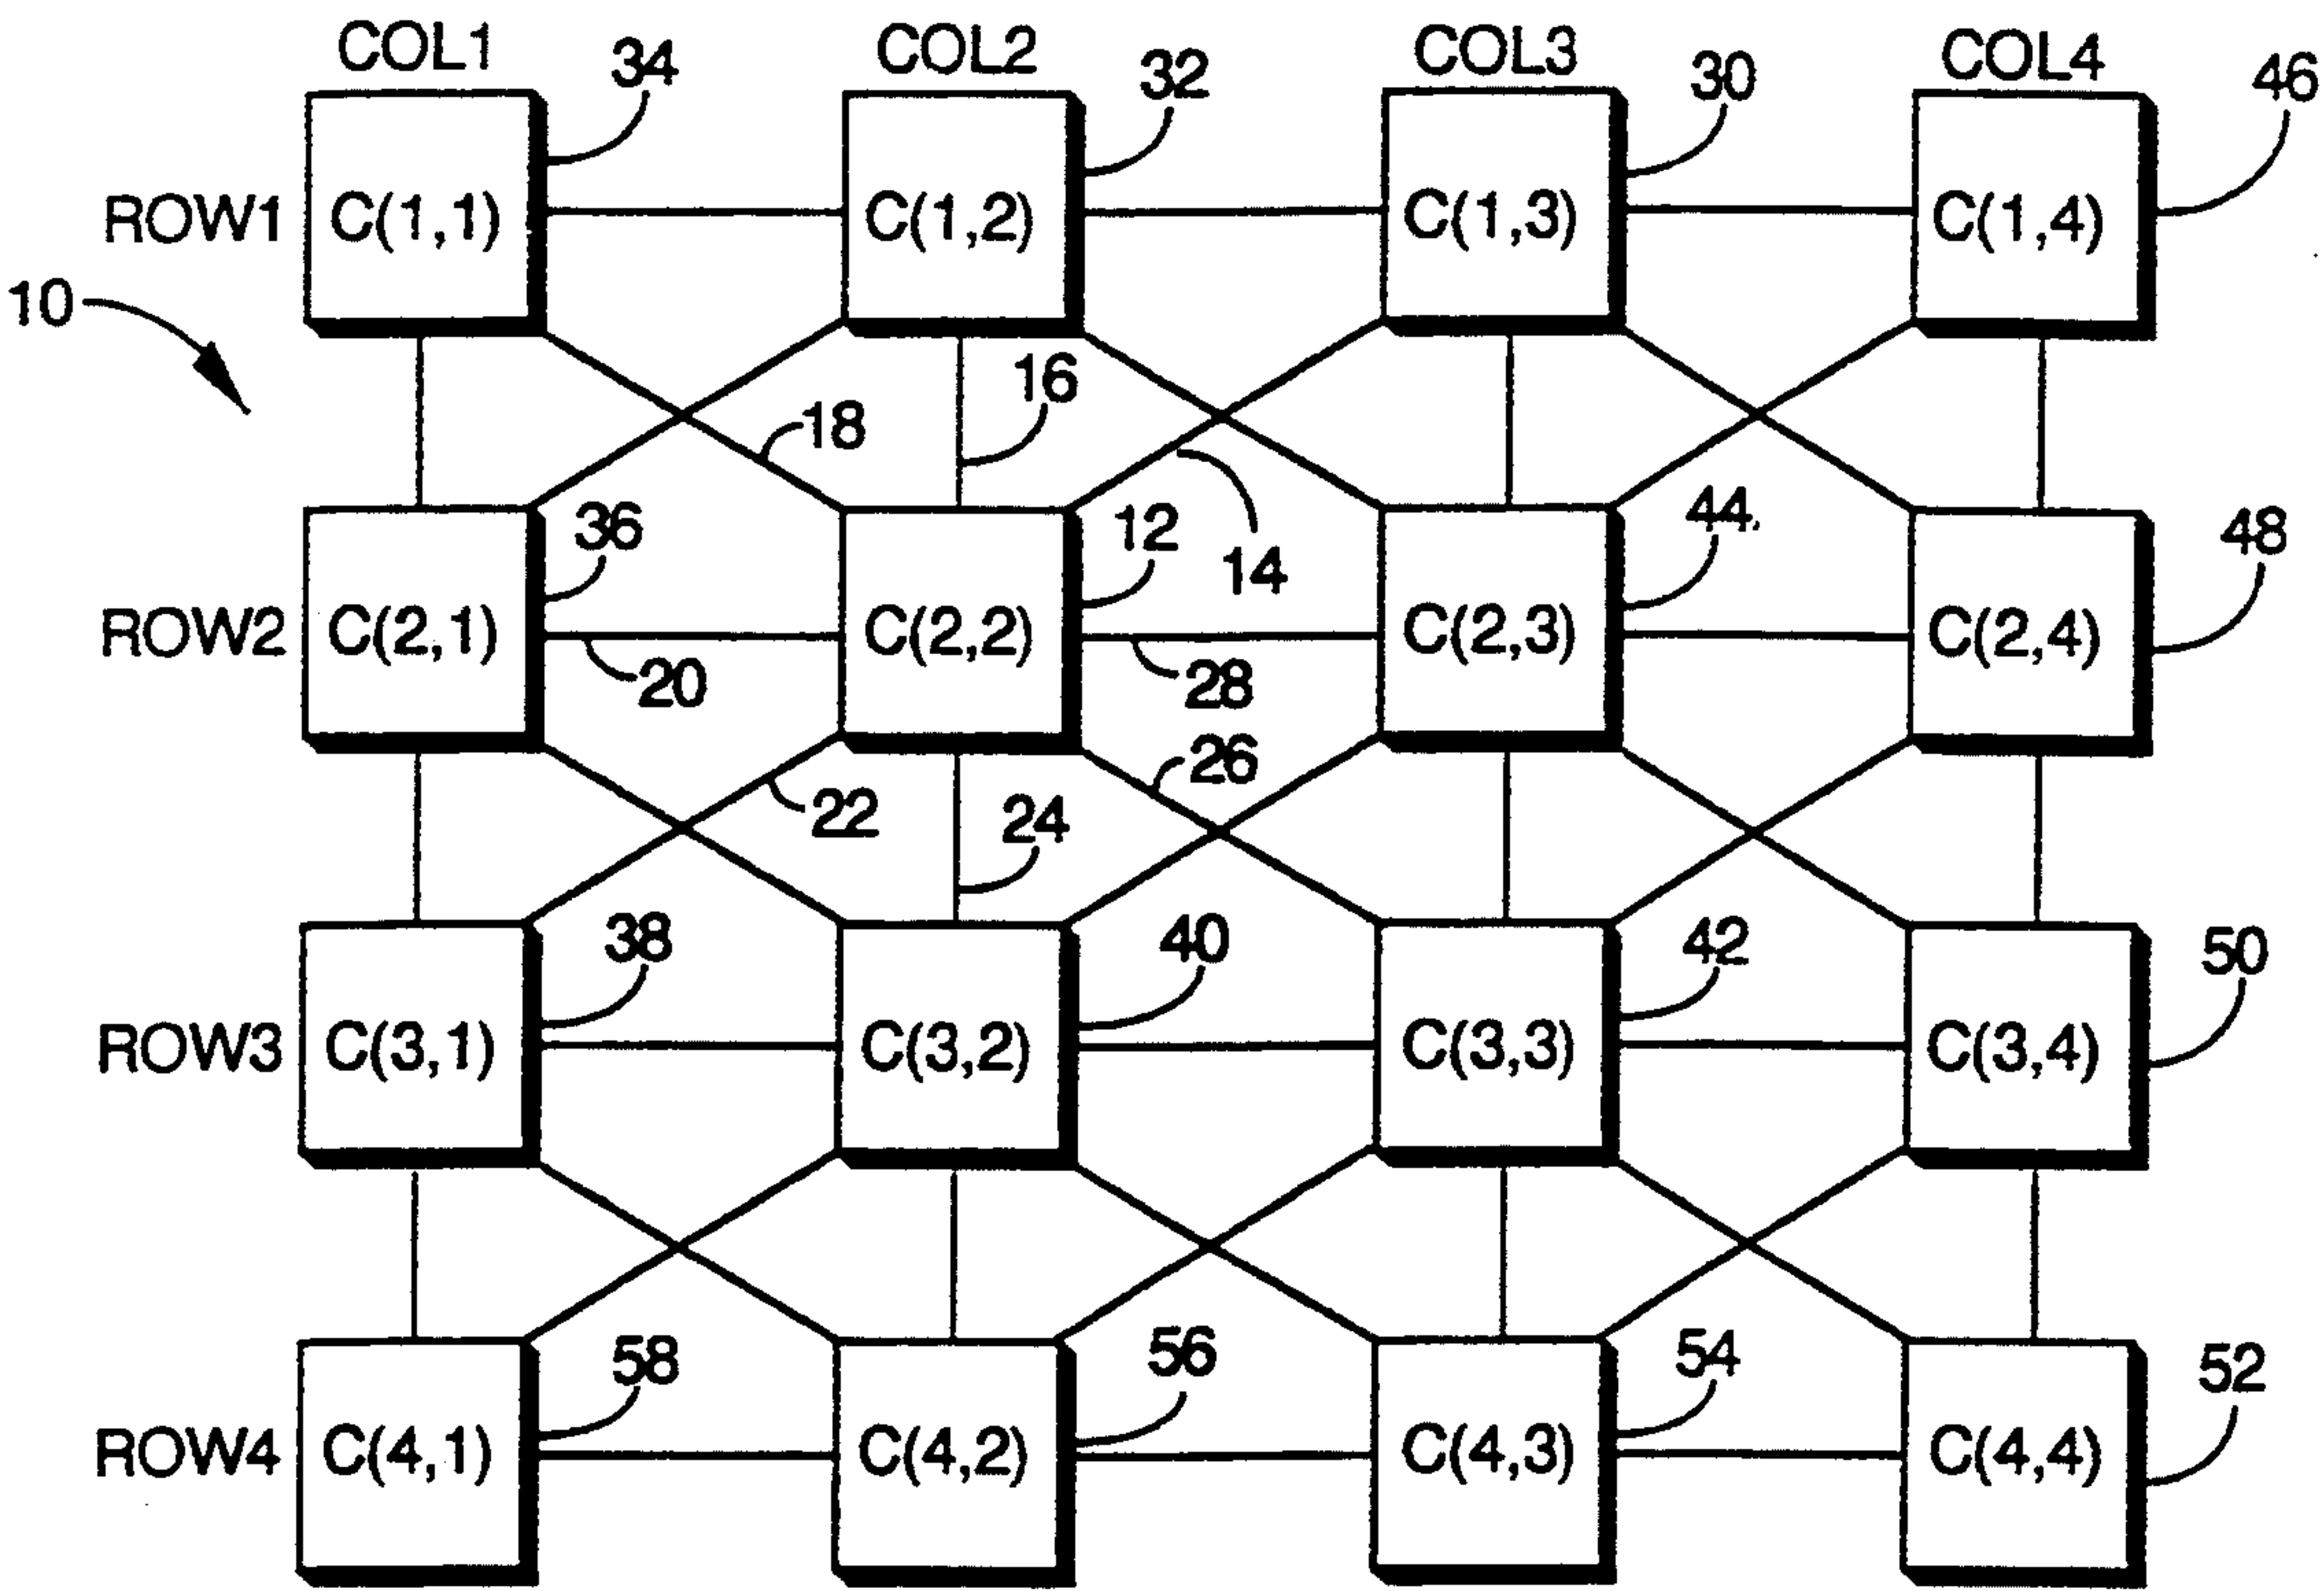 COL1 34 COL2 32 COL3 30 COL4 46
ROW1 C(1,1) C(1,2) C(1,3) C(1,4)
10
16
18
14
36 12 44 48
ROW2 C(2,1) C(2,2) C(2,3) C(2,4)
20 28
26
22 24
38 40 42 50
ROW3 C(3,1) C(3,2) C(3,3) C(3,4)
58 56 54 52
ROW4 C(4,1) C(4,2) C(4,3) C(4,4)